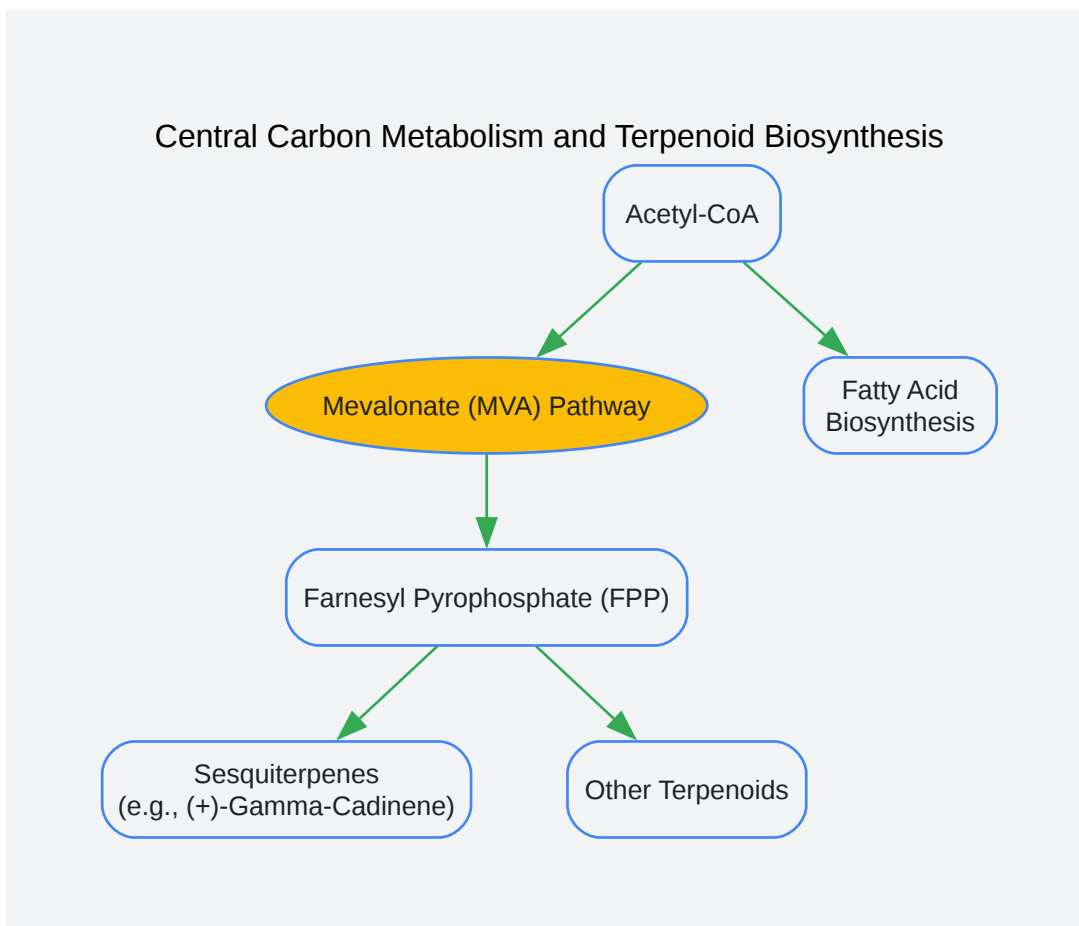 Central Carbon Metabolism and Terpenoid Biosynthesis
Acetyl-CoA
Mevalonate (MVA) Pathway
Fatty Acid
Biosynthesis
Farnesyl Pyrophosphate (FPP)
Sesquiterpenes
(e.g., (+)-Gamma-Cadinene)
Other Terpenoids